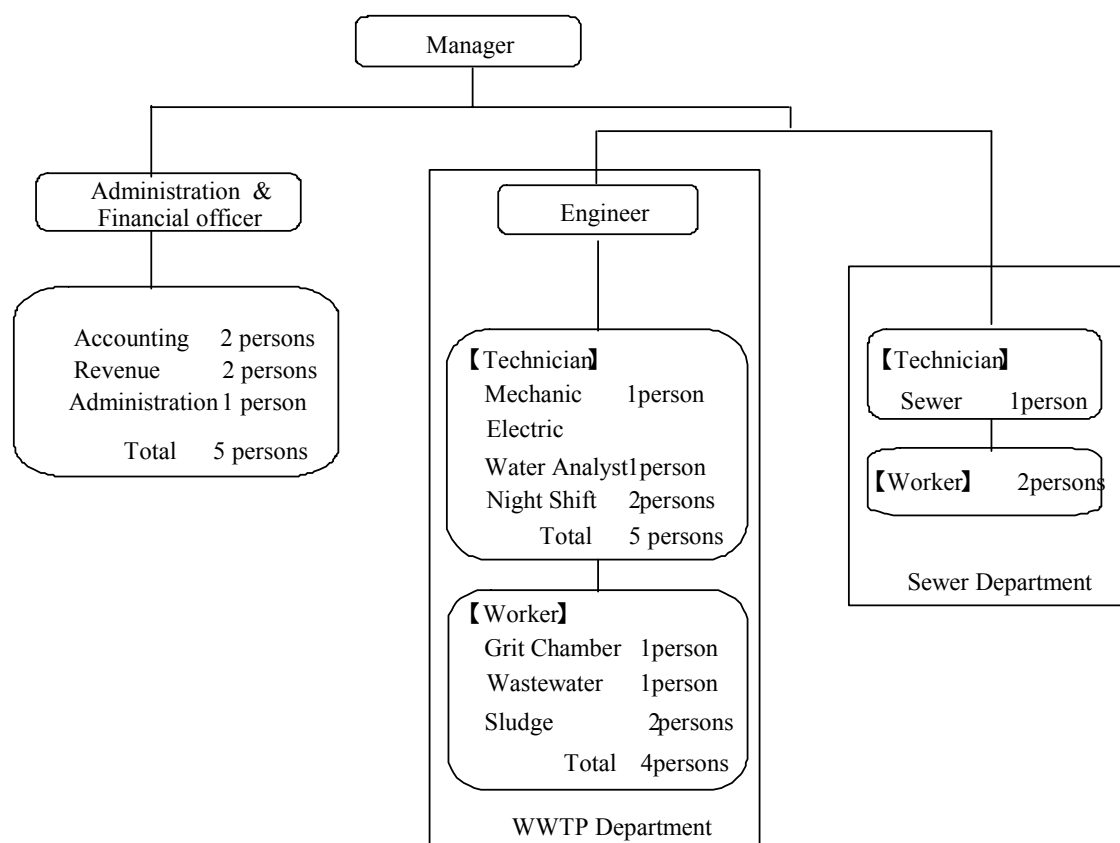 Manager
Administration &
Financial officer
Accounting 2 persons
Revenue 2 persons
Administration 1 person
Total 5 persons
Engineer
【Technician】
Mechanic 1person
Electric
Water Analyst1person
Night Shift 2persons
Total 5 persons
【Worker】
Grit Chamber 1person
Wastewater 1person
Sludge 2persons
Total 4persons
WWTP Department
【Technician】
Sewer 1person
【Worker】 2persons
Sewer Department